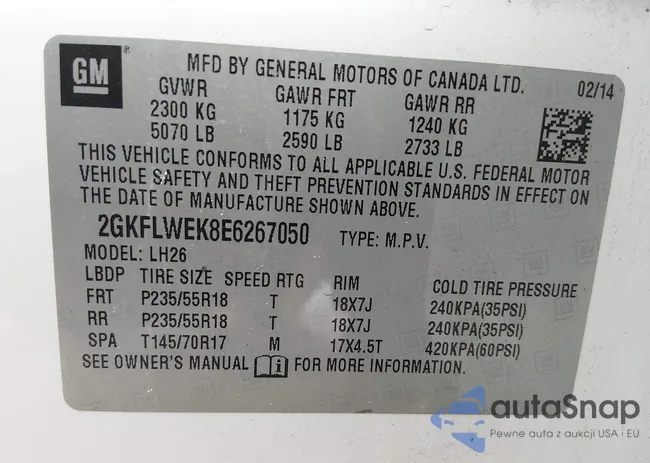 GM ® MFD BY GENERAL MOTORS OF CANADA LTD. 02/14
GVWR GAWR FRT GAWR RR
2300 KG 1175 KG 1240 KG
5070 LB 2590 LB 2733 LB
THIS VEHICLE CONFORMS TO ALL APPLICABLE U.S. FEDERAL MOTOR
VEHICLE SAFETY AND THEFT PREVENTION STANDARDS IN EFFECT ON
THE DATE OF MANUFACTURE SHOWN ABOVE.
2GKFLWEK8E6267050 TYPE: M.P.V.
MODEL: LH26
LBDP TIRE SIZE SPEED RTG RIM COLD TIRE PRESSURE
FRT P235/55R18 T 18X7J 240KPA(35PSI)
RR P235/55R18 T 18X7J 240KPA(35PSI)
SPA T145/70R17 M 17X4.5T 420KPA(60PSI)
SEE OWNER'S MANUAL FOR MORE INFORMATION.
autaSnap
Pewne auta z aukcji USA i EU